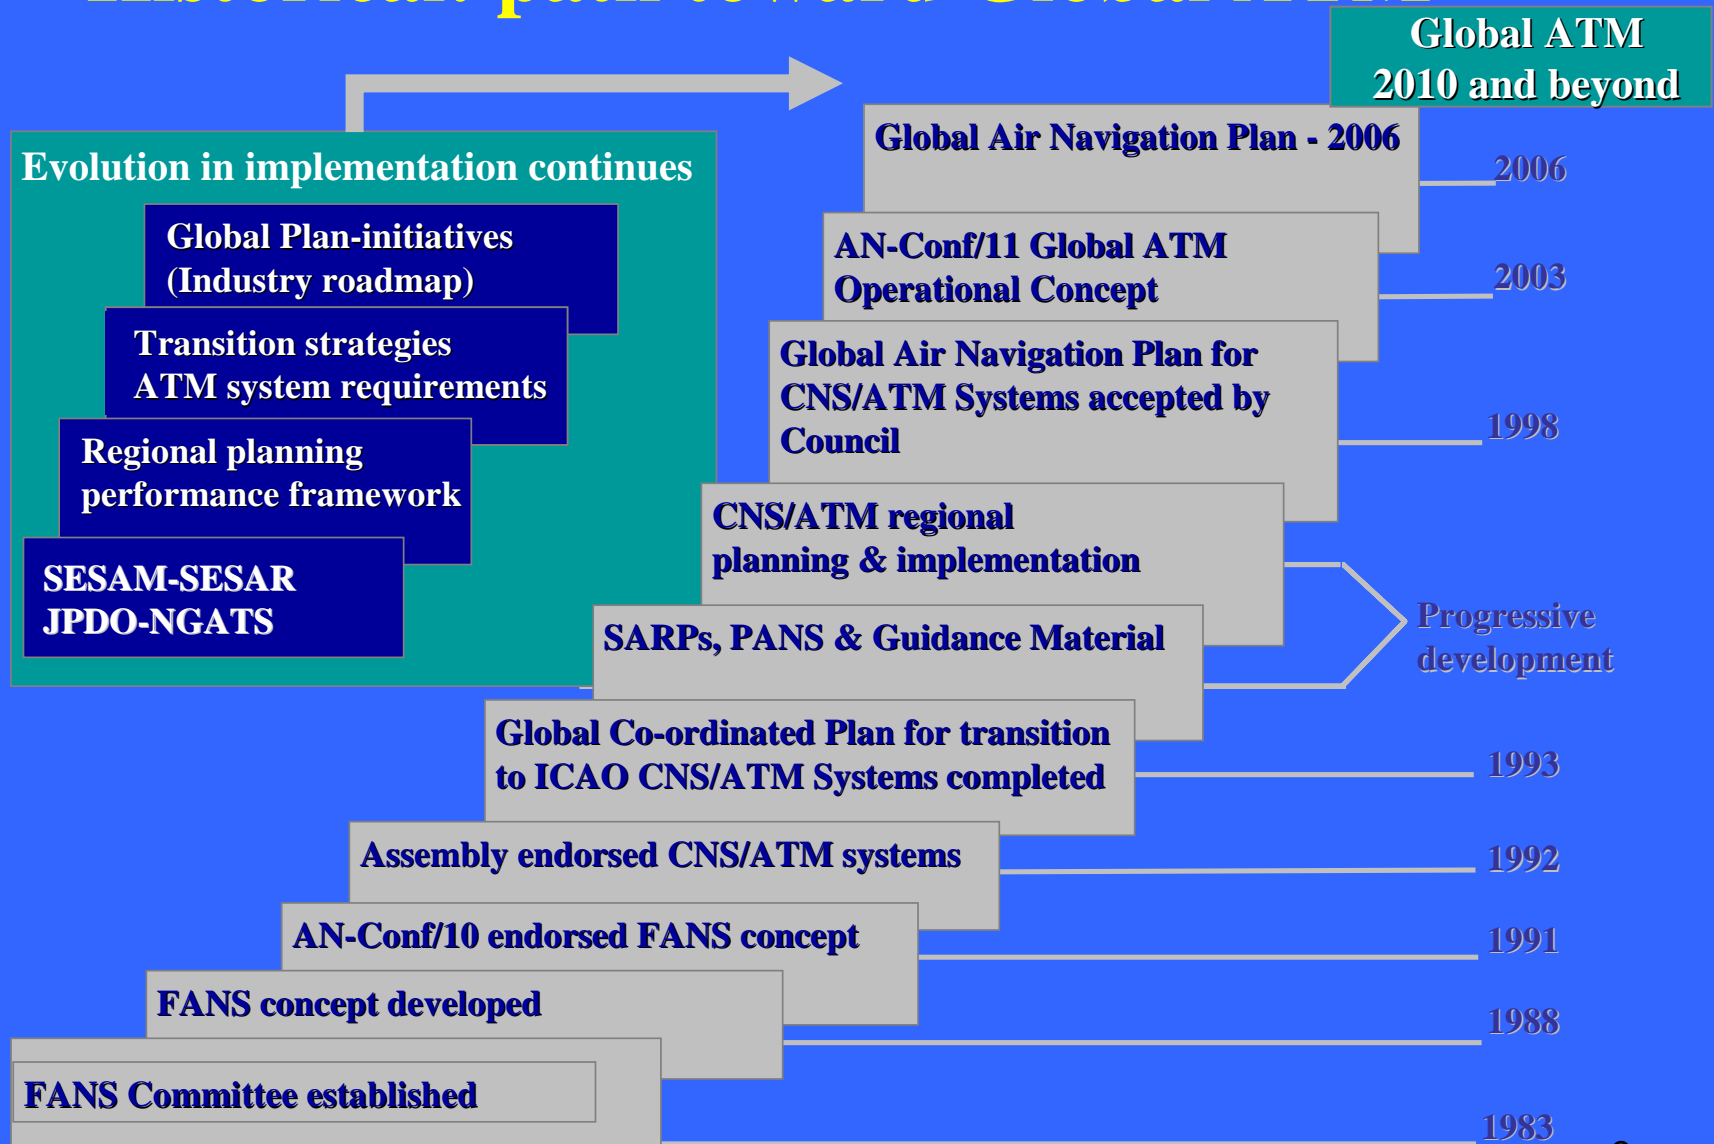 Historical: path toward Global ATM
Global ATM
2010 and beyond
Evolution in implementation continues
Global Plan-initiatives
(Industry roadmap)
Transition strategies
ATM system requirements
Regional planning
performance framework
SESAM-SESAR
JPDO-NGATS
Global Air Navigation Plan - 2006
2006
AN-Conf/11 Global ATM
Operational Concept
2003
Global Air Navigation Plan for
CNS/ATM Systems accepted by
Council
1998
CNS/ATM regional
planning & implementation
SARPs, PANS & Guidance Material
Progressive
development
Global Co-ordinated Plan for transition
to ICAO CNS/ATM Systems completed
1993
Assembly endorsed CNS/ATM systems
1992
AN-Conf/10 endorsed FANS concept
1991
FANS concept developed
1988
FANS Committee established
1983